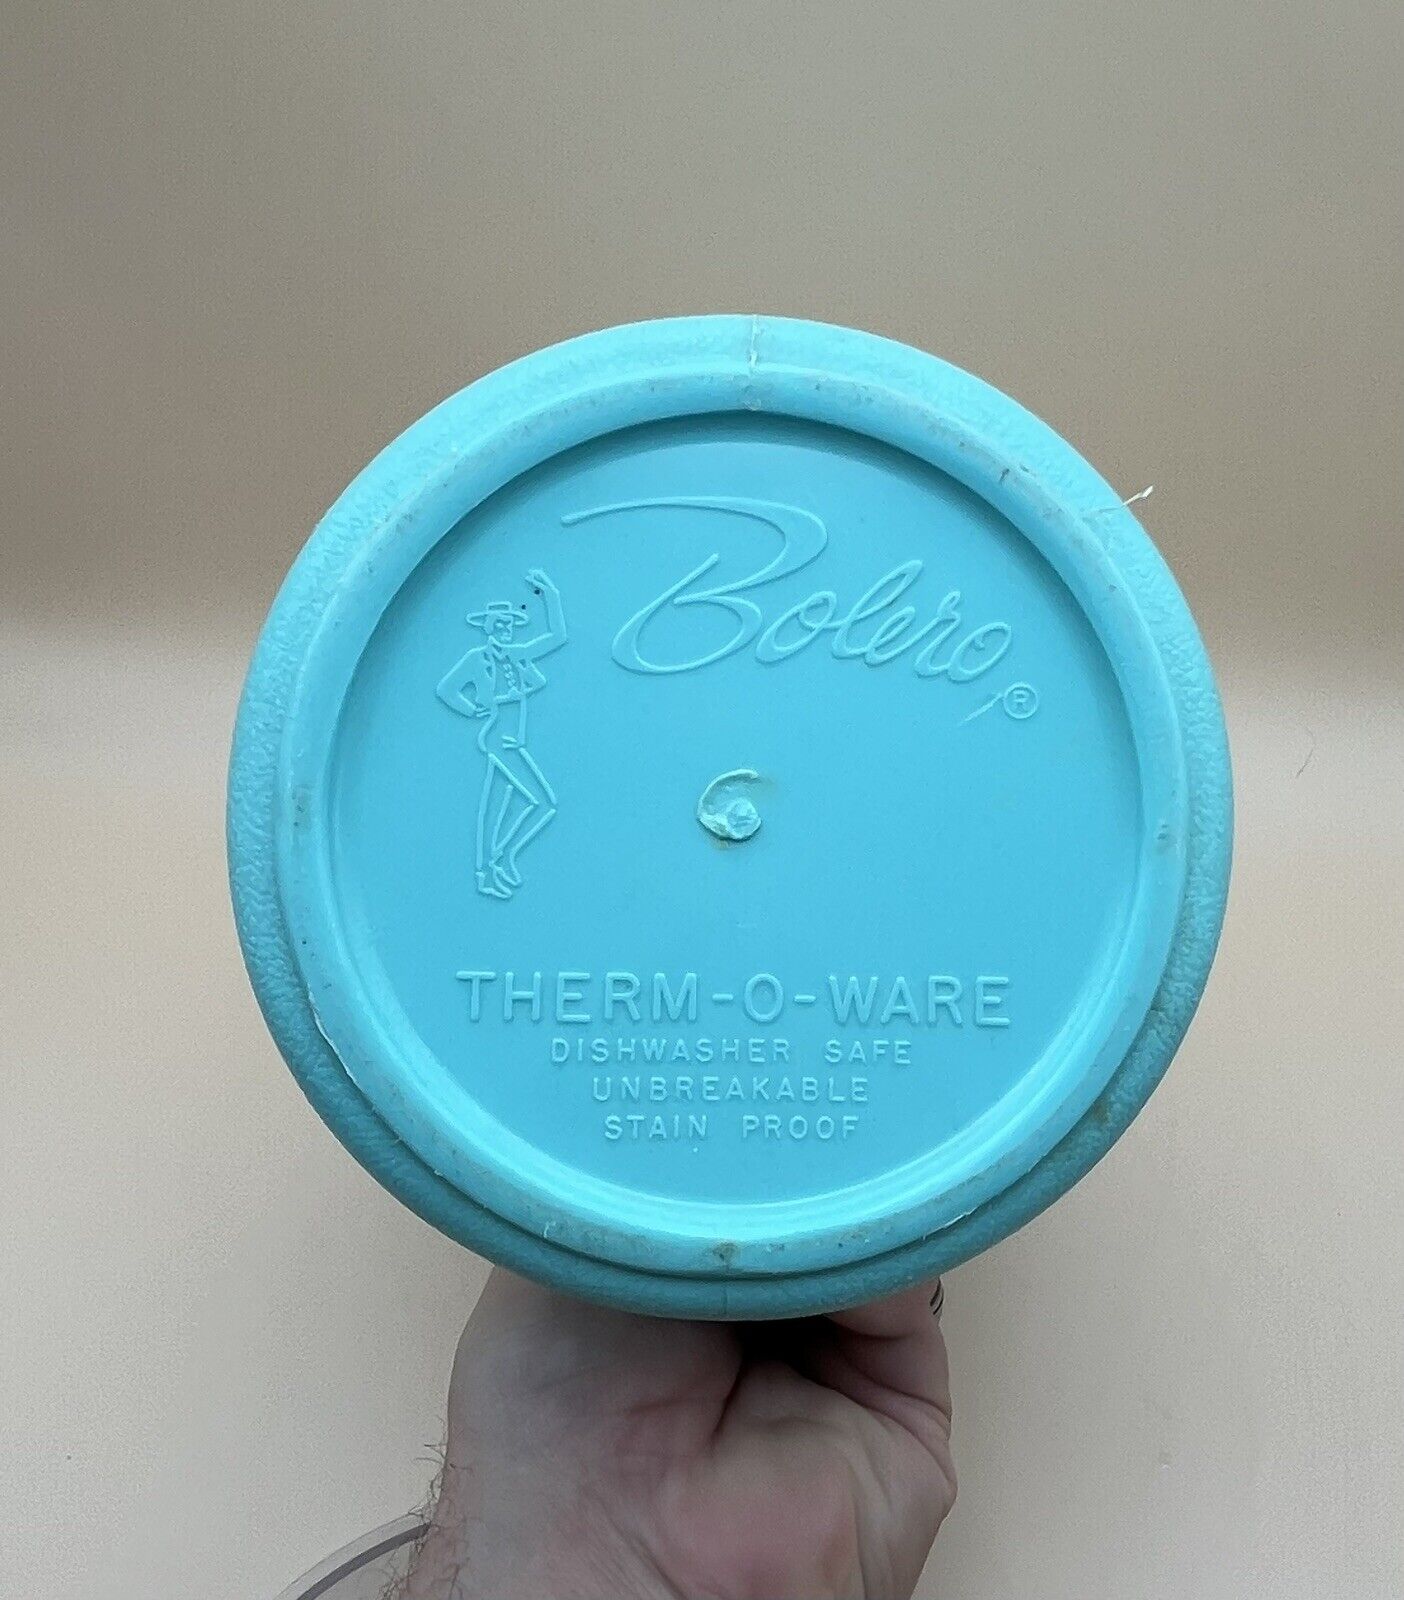 Bolero®
THERM-O-WARE
DISHWASHER SAFE
UNBREAKABLE
STAIN PROOF